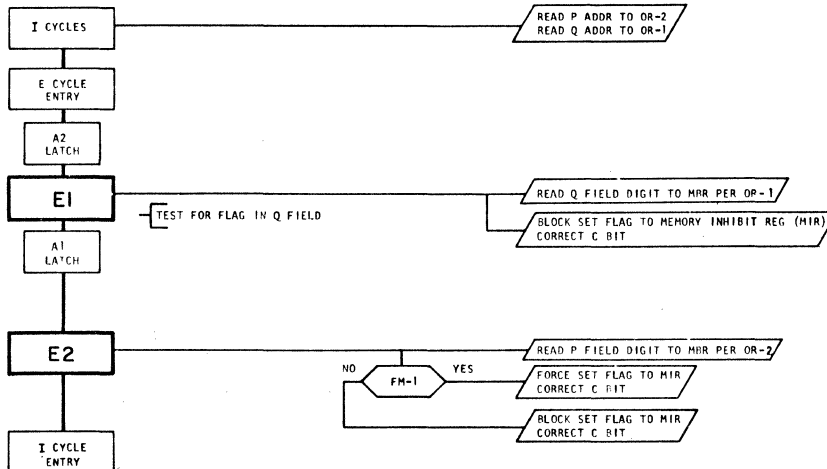 I CYCLES
READ P ADDR TO OR-2
READ Q ADDR TO OR-1
E CYCLE
ENTRY
A2
LATCH
E1
READ Q FIELD DIGIT TO MBR PER OR-1
TEST FOR FLAG IN Q FIELD
BLOCK SET FLAG TO MEMORY INHIBIT REG (MIR)
CORRECT C BIT
A1
LATCH
E2
READ P FIELD DIGIT TO MBR PER OR-2
NO
YES
FM-1
FORCE SET FLAG TO MIR
CORRECT C BIT
BLOCK SET FLAG TO MIR
CORRECT C BIT
I CYCLE
ENTRY